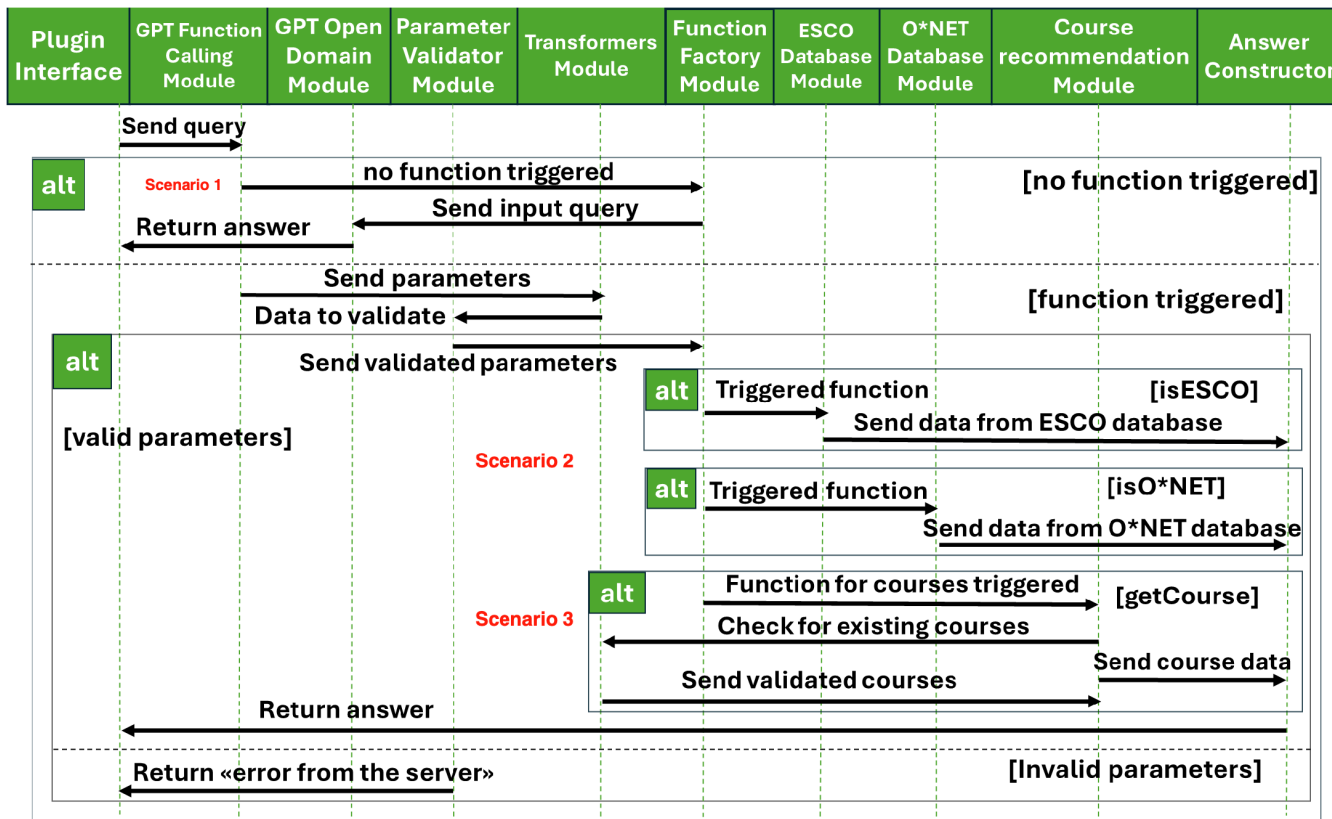 Plugin
Interface
GPT Function
Calling
Module
GPT Open
Domain
Module
Parameter
Validator
Module
Transformers
Module
Function
Factory
Module
ESCO
Database
Module
O*NET
Database
Module
Course
recommendation
Module
Answer
Constructor
Send query
alt
Scenario 1
no function triggered
[no function triggered]
Send input query
Return answer
Send parameters
[function triggered]
Data to validate
alt
Send validated parameters
alt
Triggered function
[isESCO]
Send data from ESCO database
[valid parameters]
Scenario 2
alt
Triggered function
[isO*NET]
Send data from O*NET database
alt
Function for courses triggered
[getCourse]
Scenario 3
Check for existing courses
Send course data
Send validated courses
Return answer
Return «error from the server»
[Invalid parameters]